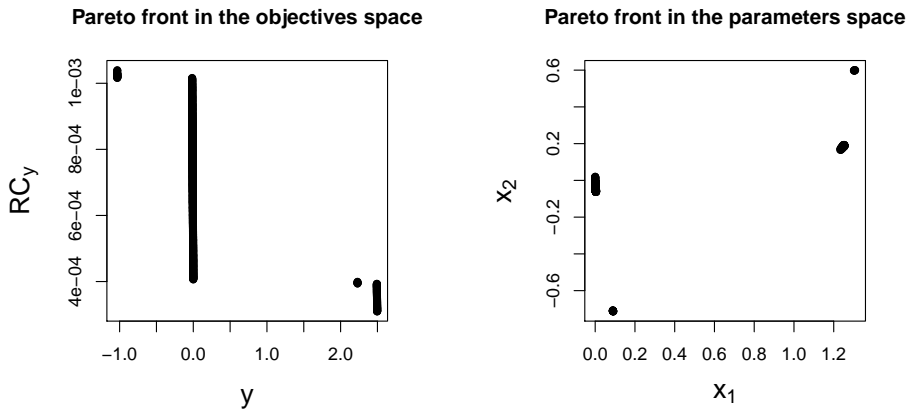 Pareto front in the objectives space
RC_y
1e−03
8e−04
6e−04
4e−04
−1.0 0.0 1.0 2.0
y
Pareto front in the parameters space
x_2
0.6
0.2
−0.2
−0.6
0.0 0.2 0.4 0.6 0.8 1.0 1.2
x_1